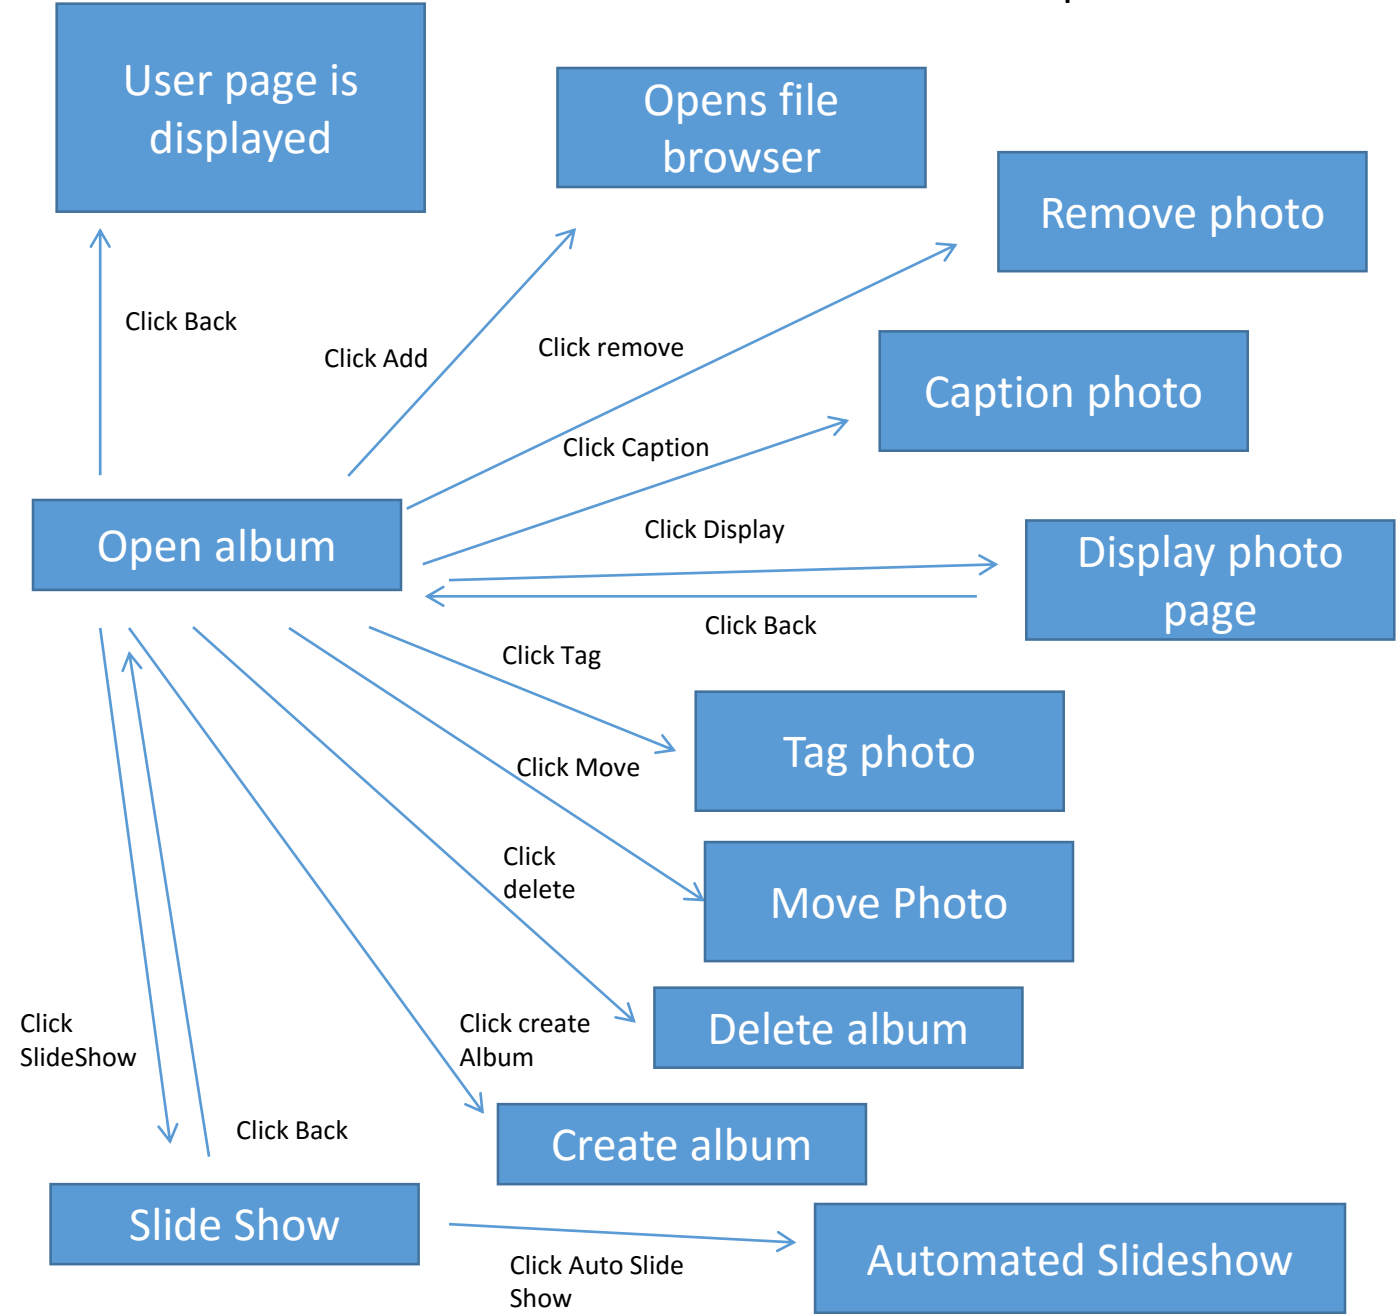 User page is
displayed
Opens file
browser
Remove photo
Click Back
Click Add
Click remove
Caption photo
Click Caption
Click Display
Open album
Display photo
page
Click Back
Click Tag
Tag photo
Click Move
Click
delete
Move Photo
Click
SlideShow
Click create
Album
Delete album
Click Back
Create album
Slide Show
Click Auto Slide
Show
Automated Slideshow